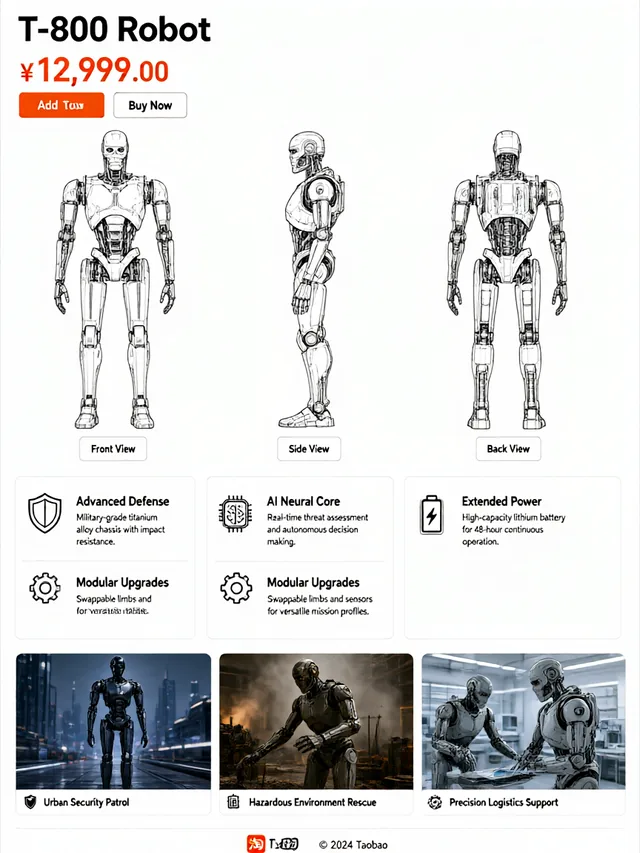 T-800 Robot
¥12,999.00
Add
Buy Now
Front View
Side View
Back View
Advanced Defense
Military-grade titanium
alloy chassis with impact
resistance.
AI Neural Core
Real-time threat assessment
and autonomous decision
making.
Extended Power
High-capacity lithium battery
for 48-hour continuous
operation.
Modular Upgrades
Swappable limbs and
for
Modular Upgrades
Swappable limbs and sensors
for versatile mission profiles.
Urban Security Patrol
Hazardous Environment Rescue
Precision Logistics Support
© 2024 Taobao